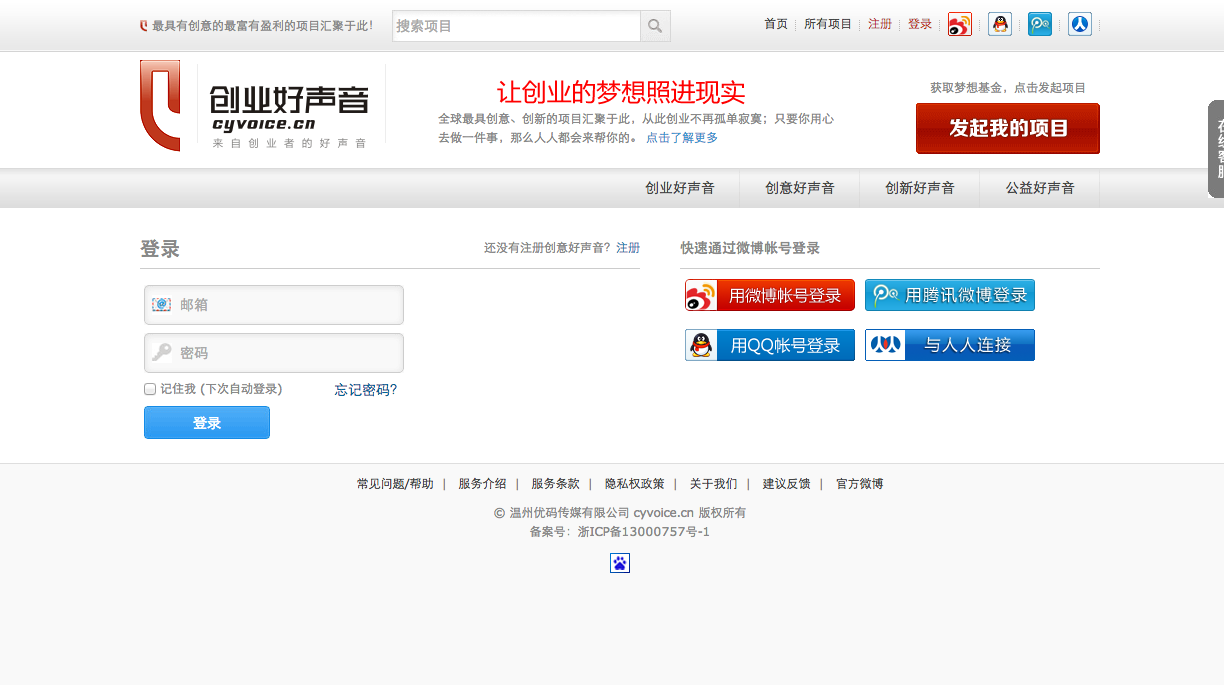 最具有创意的最富有盈利的项目汇聚于此!
搜索项目
首页 所有项目 注册 登录
创业好声音
cyvoice.cn
来自创业者的好声音
让创业的梦想照进现实
全球最具创意、创新的项目汇聚于此，从此创业不再孤单寂寞；只要你用心
去做一件事，那么人人都会来帮你的。 点击了解更多
获取梦想基金，点击发起项目
发起我的项目
在线客服
创业好声音 创意好声音 创新好声音 公益好声音
登录
还没有注册创意好声音？ 注册
邮箱
密码
记住我 (下次自动登录)
忘记密码?
登录
快速通过微博帐号登录
用微博帐号登录 用腾讯微博登录
用QQ帐号登录 与人人连接
常见问题/帮助 | 服务介绍 | 服务条款 | 隐私权政策 | 关于我们 | 建议反馈 | 官方微博
© 温州优码传媒有限公司 cyvoice.cn 版权所有
备案号：浙ICP备13000757号-1